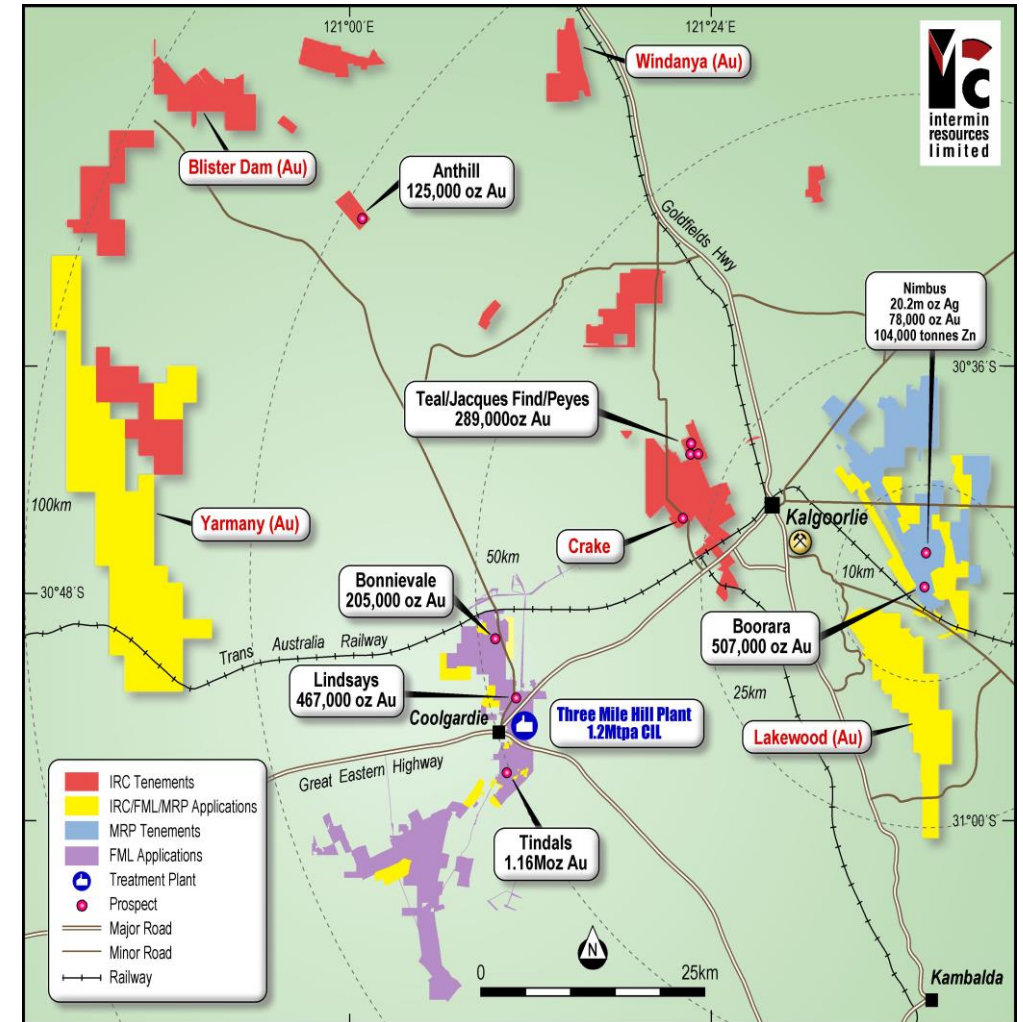 121°00´E
121°24´E
Windanya (Au)
intermin
resources
limited
Blister Dam (Au)
Anthill
125,000 oz Au
Goldfields Hwy
Nimbus
20.2m oz Ag
78,000 oz Au
104,000 tonnes Zn
30°36´S
Teal/Jacques Find/Peyes
289,000oz Au
100km
Yarmany (Au)
Kalgoorlie
Crake
50km
10km
Bonnievale
205,000 oz Au
30°48´S
Boorara
507,000 oz Au
Trans Australia Railway
Lindsays
467,000 oz Au
25km
Coolgardie
Three Mile Hill Plant
1.2Mtpa CIL
Lakewood (Au)
Great Eastern Highway
IRC Tenements
IRC/FML/MRP Applications
MRP Tenements
FML Applications
Treatment Plant
Prospect
Major Road
Minor Road
Railway
31°00´S
Tindals
1.16Moz Au
N
0 25km
Kambalda